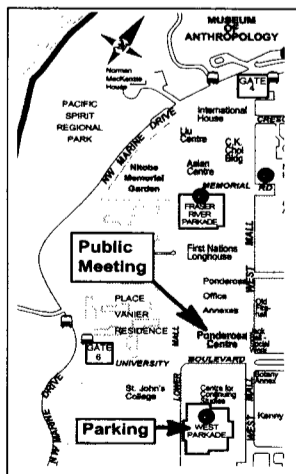 MUSEUM
OF
ANTHROPOLOGY
Norman
MacKenzie
House
GATE
4
PACIFIC
SPIRIT
REGIONAL
PARK
International
House
NW MARINE DRIVE
Liu
Centre
C.K.
Choi
Bldg
Asian
Centre
Nitobe
Memorial
Garden
MEMORIAL
RD
FRASER
RIVER
PARKADE
Public
Meeting
First Nations
Longhouse
WEST
MALL
Ponderosa
Office
Annexes
PLACE
VANIER
RESIDENCE
Ponderosa
Centre
GATE
6
MALL
UNIVERSITY
BOULEVARD
St. John's
College
LOWER
Centre for
Continuing
Studies
Botany
Annex
WEST MALL
Kenny
Parking
WEST
PARKADE